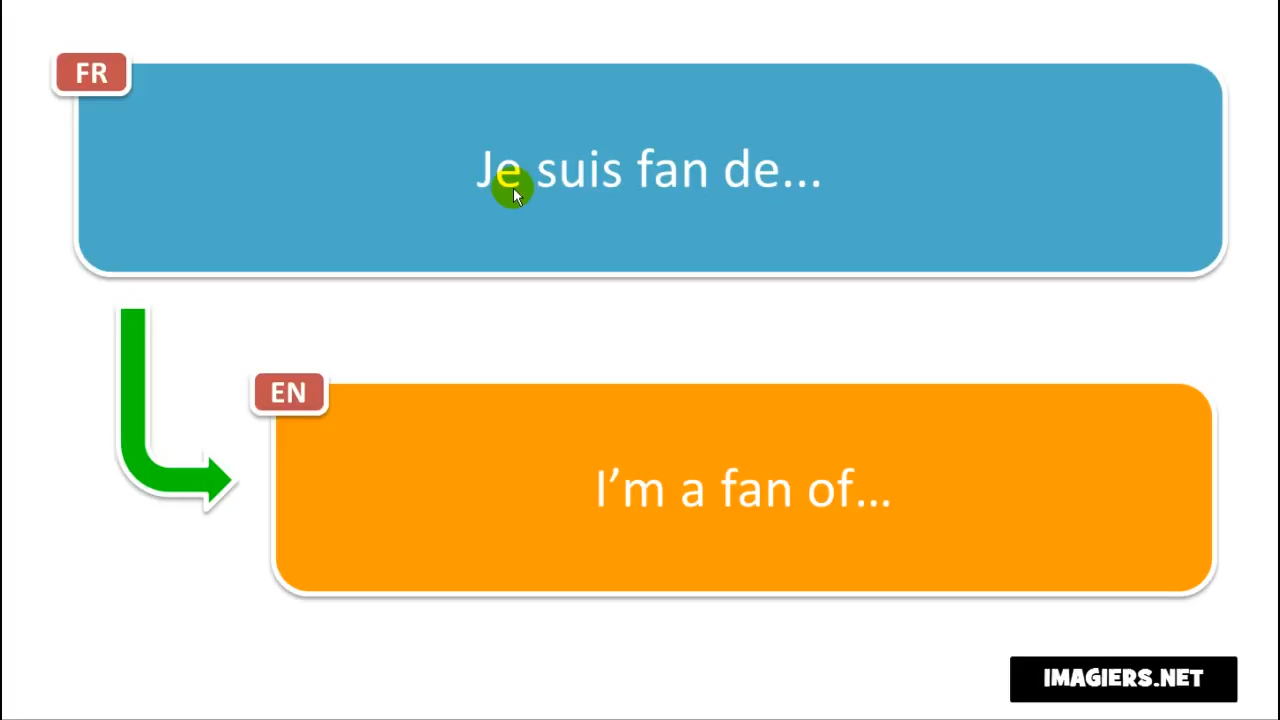 FR
Je suis fan de...
EN
I’m a fan of...
IMAGIERS.NET